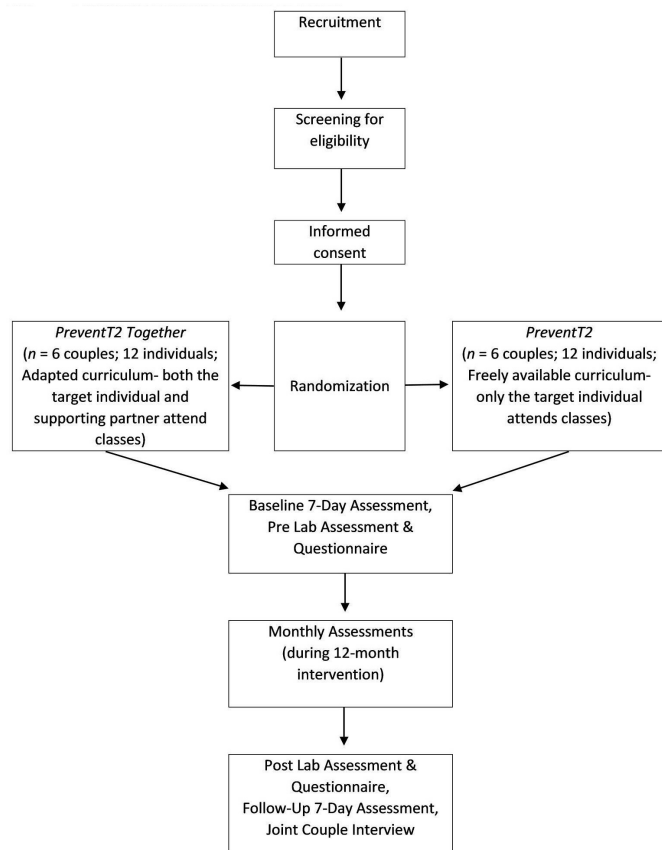 Recruitment
Screening for
eligibility
Informed
consent
PreventT2 Together
(n = 6 couples; 12 individuals;
Adapted curriculum- both the
target individual and
supporting partner attend
classes)
Randomization
PreventT2
(n = 6 couples; 12 individuals;
Freely available curriculum-
only the target individual
attends classes)
Baseline 7-Day Assessment,
Pre Lab Assessment &
Questionnaire
Monthly Assessments
(during 12-month
intervention)
Post Lab Assessment &
Questionnaire,
Follow-Up 7-Day Assessment,
Joint Couple Interview